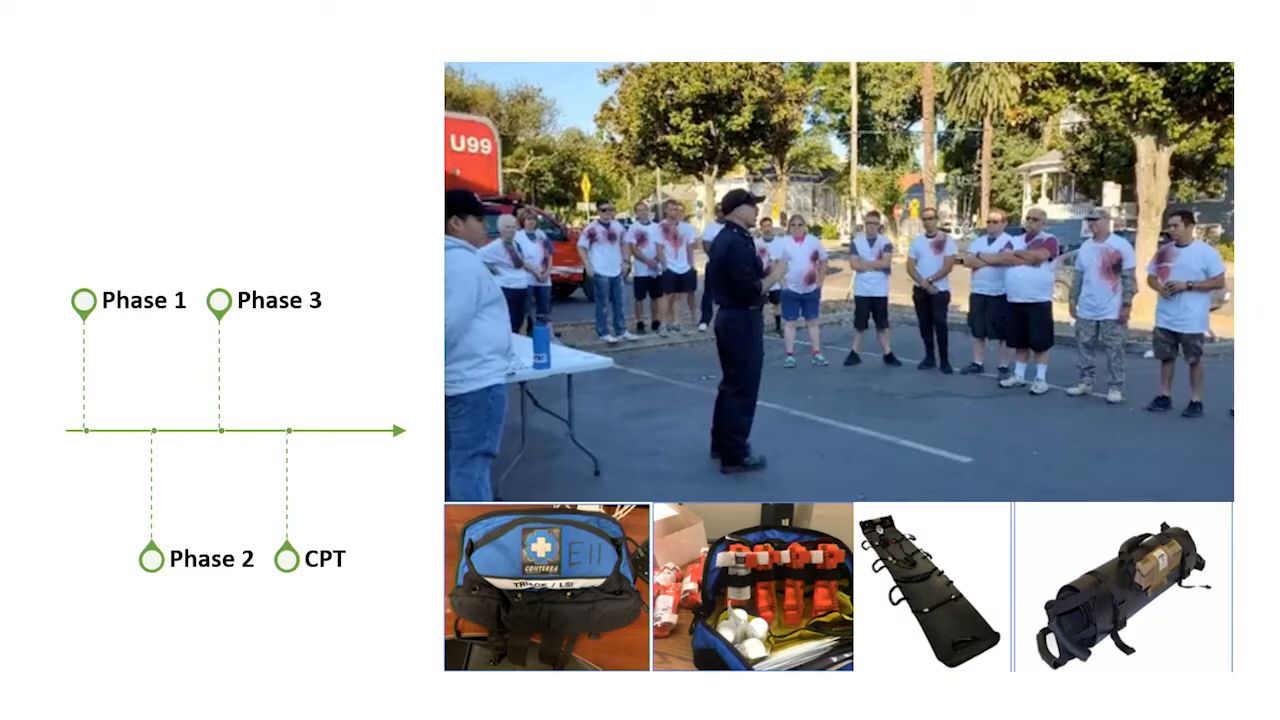 Phase 1
Phase 3
Phase 2
CPT
U99
CONTERRA
E11
TRIAGE / LSI